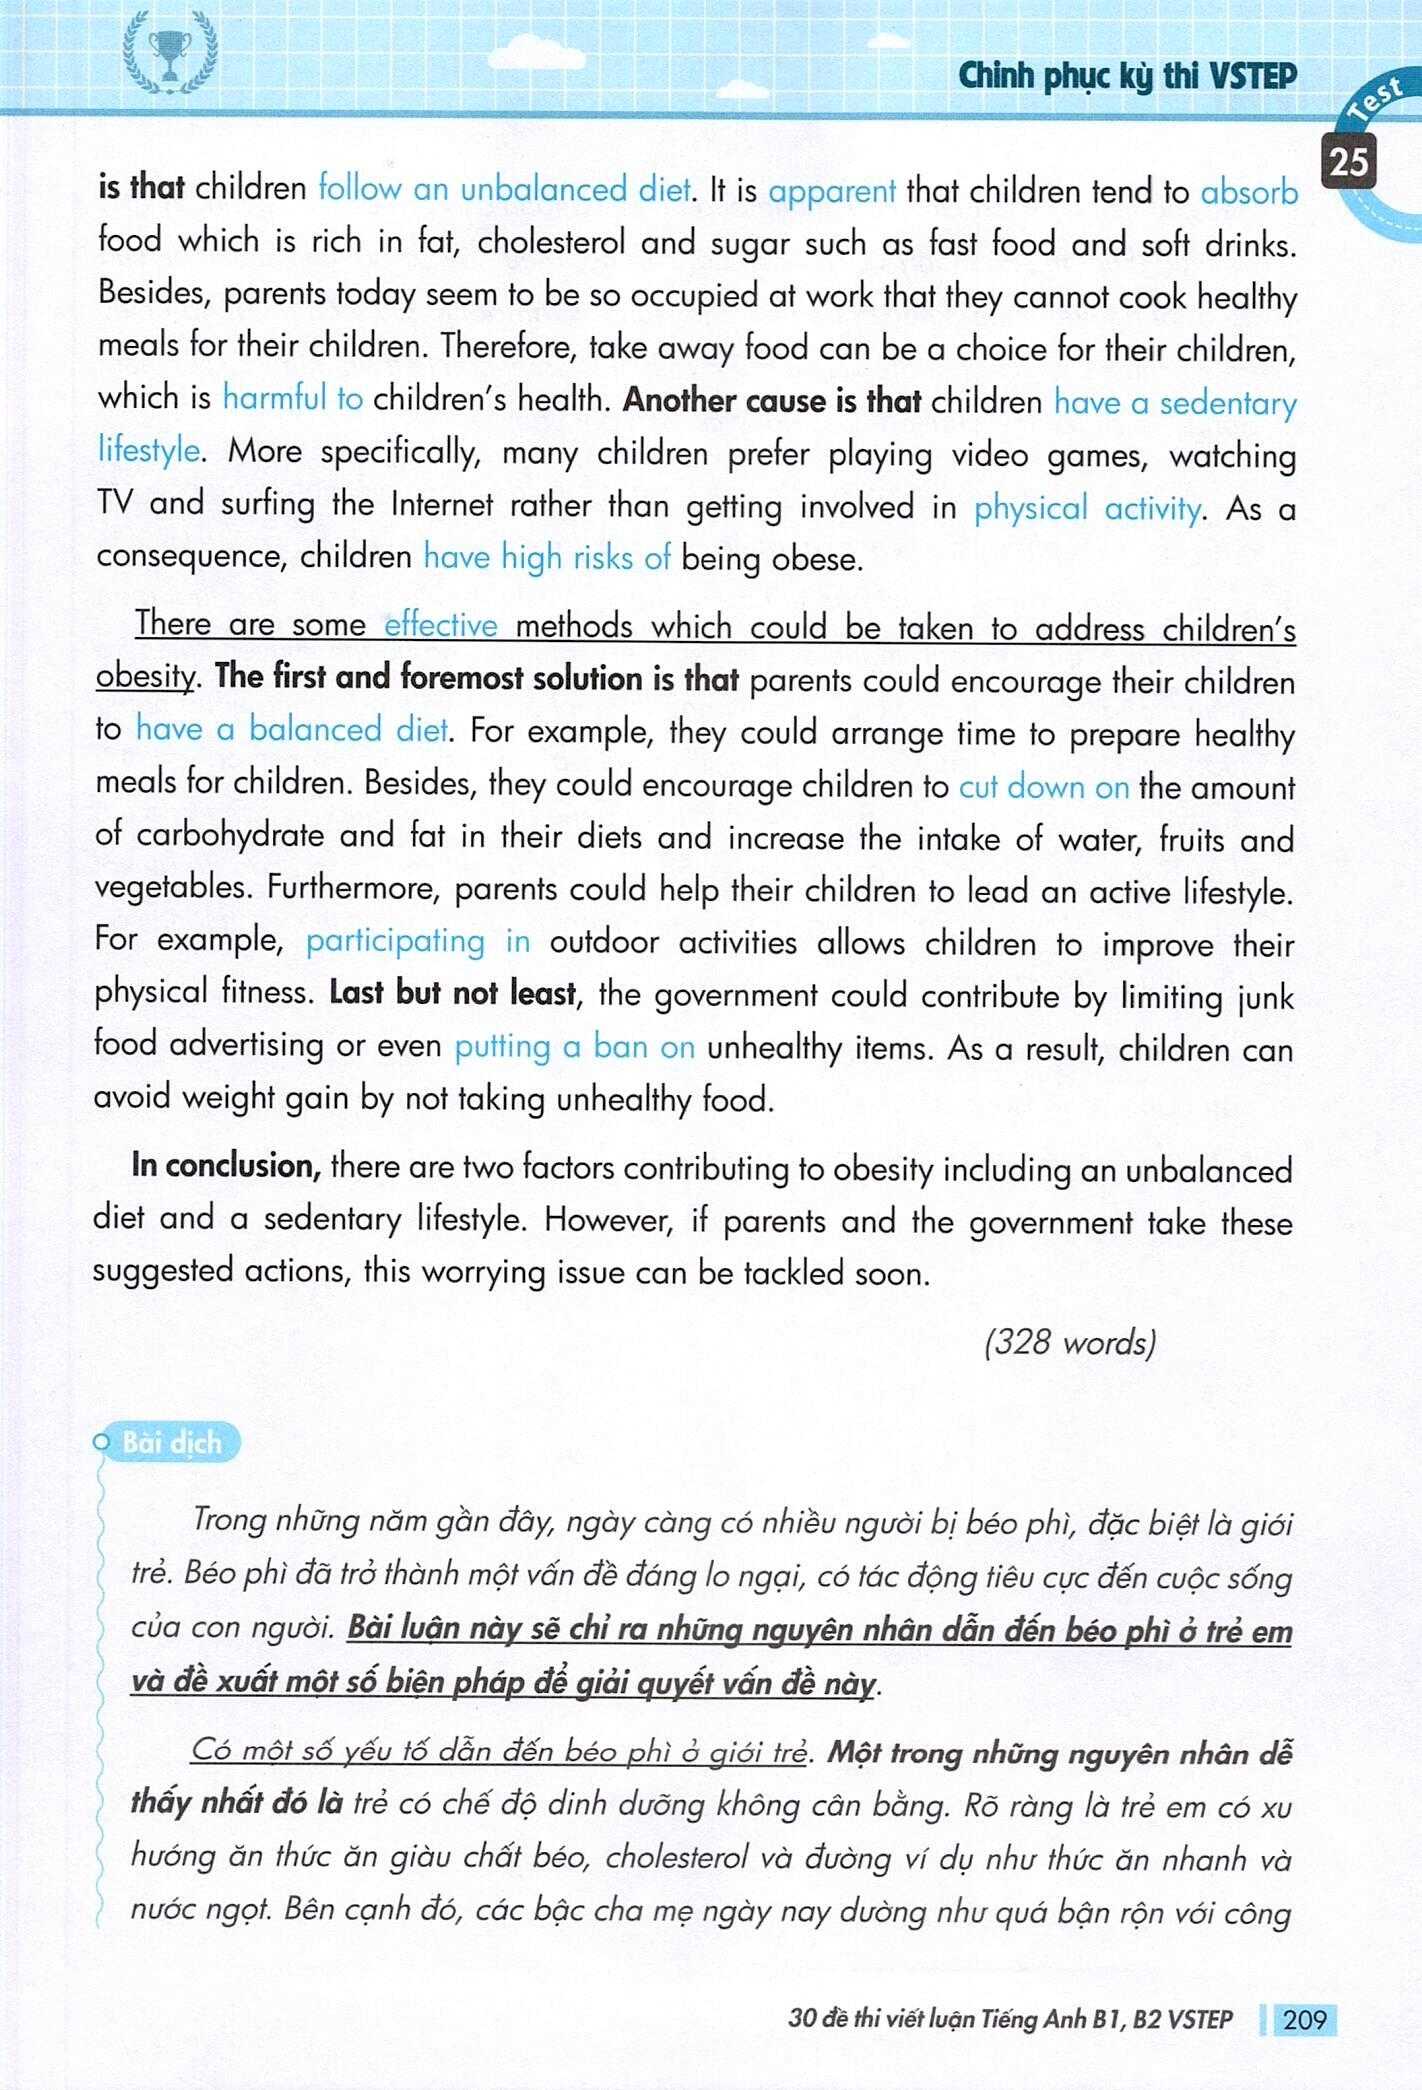 Chinh phục kỳ thi VSTEP
Test
25
is that children follow an unbalanced diet. It is apparent that children tend to absorb
food which is rich in fat, cholesterol and sugar such as fast food and soft drinks.
Besides, parents today seem to be so occupied at work that they cannot cook healthy
meals for their children. Therefore, take away food can be a choice for their children,
which is harmful to children's health. Another cause is that children have a sedentary
lifestyle. More specifically, many children prefer playing video games, watching
TV and surfing the Internet rather than getting involved in physical activity. As a
consequence, children have high risks of being obese.
There are some effective methods which could be taken to address children's
obesity. The first and foremost solution is that parents could encourage their children
to have a balanced diet. For example, they could arrange time to prepare healthy
meals for children. Besides, they could encourage children to cut down on the amount
of carbohydrate and fat in their diets and increase the intake of water, fruits and
vegetables. Furthermore, parents could help their children to lead an active lifestyle.
For example, participating in outdoor activities allows children to improve their
physical fitness. Last but not least, the government could contribute by limiting junk
food advertising or even putting a ban on unhealthy items. As a result, children can
avoid weight gain by not taking unhealthy food.
In conclusion, there are two factors contributing to obesity including an unbalanced
diet and a sedentary lifestyle. However, if parents and the government take these
suggested actions, this worrying issue can be tackled soon.
(328 words)
Bài dịch
Trong những năm gần đây, ngày càng có nhiều người bị béo phì, đặc biệt là giới
trẻ. Béo phì đã trở thành một vấn đề đáng lo ngại, có tác động tiêu cực đến cuộc sống
của con người. Bài luận này sẽ chỉ ra những nguyên nhân dẫn đến béo phì ở trẻ em
và đề xuất một số biện pháp để giải quyết vấn đề này.
Có một số yếu tố dẫn đến béo phì ở giới trẻ. Một trong những nguyên nhân dễ
thấy nhất đó là trẻ có chế độ dinh dưỡng không cân bằng. Rõ ràng là trẻ em có xu
hướng ăn thức ăn giàu chất béo, cholesterol và đường ví dụ như thức ăn nhanh và
nước ngọt. Bên cạnh đó, các bậc cha mẹ ngày nay dường như quá bận rộn với công
30 đề thi viết luận Tiếng Anh B1, B2 VSTEP
209